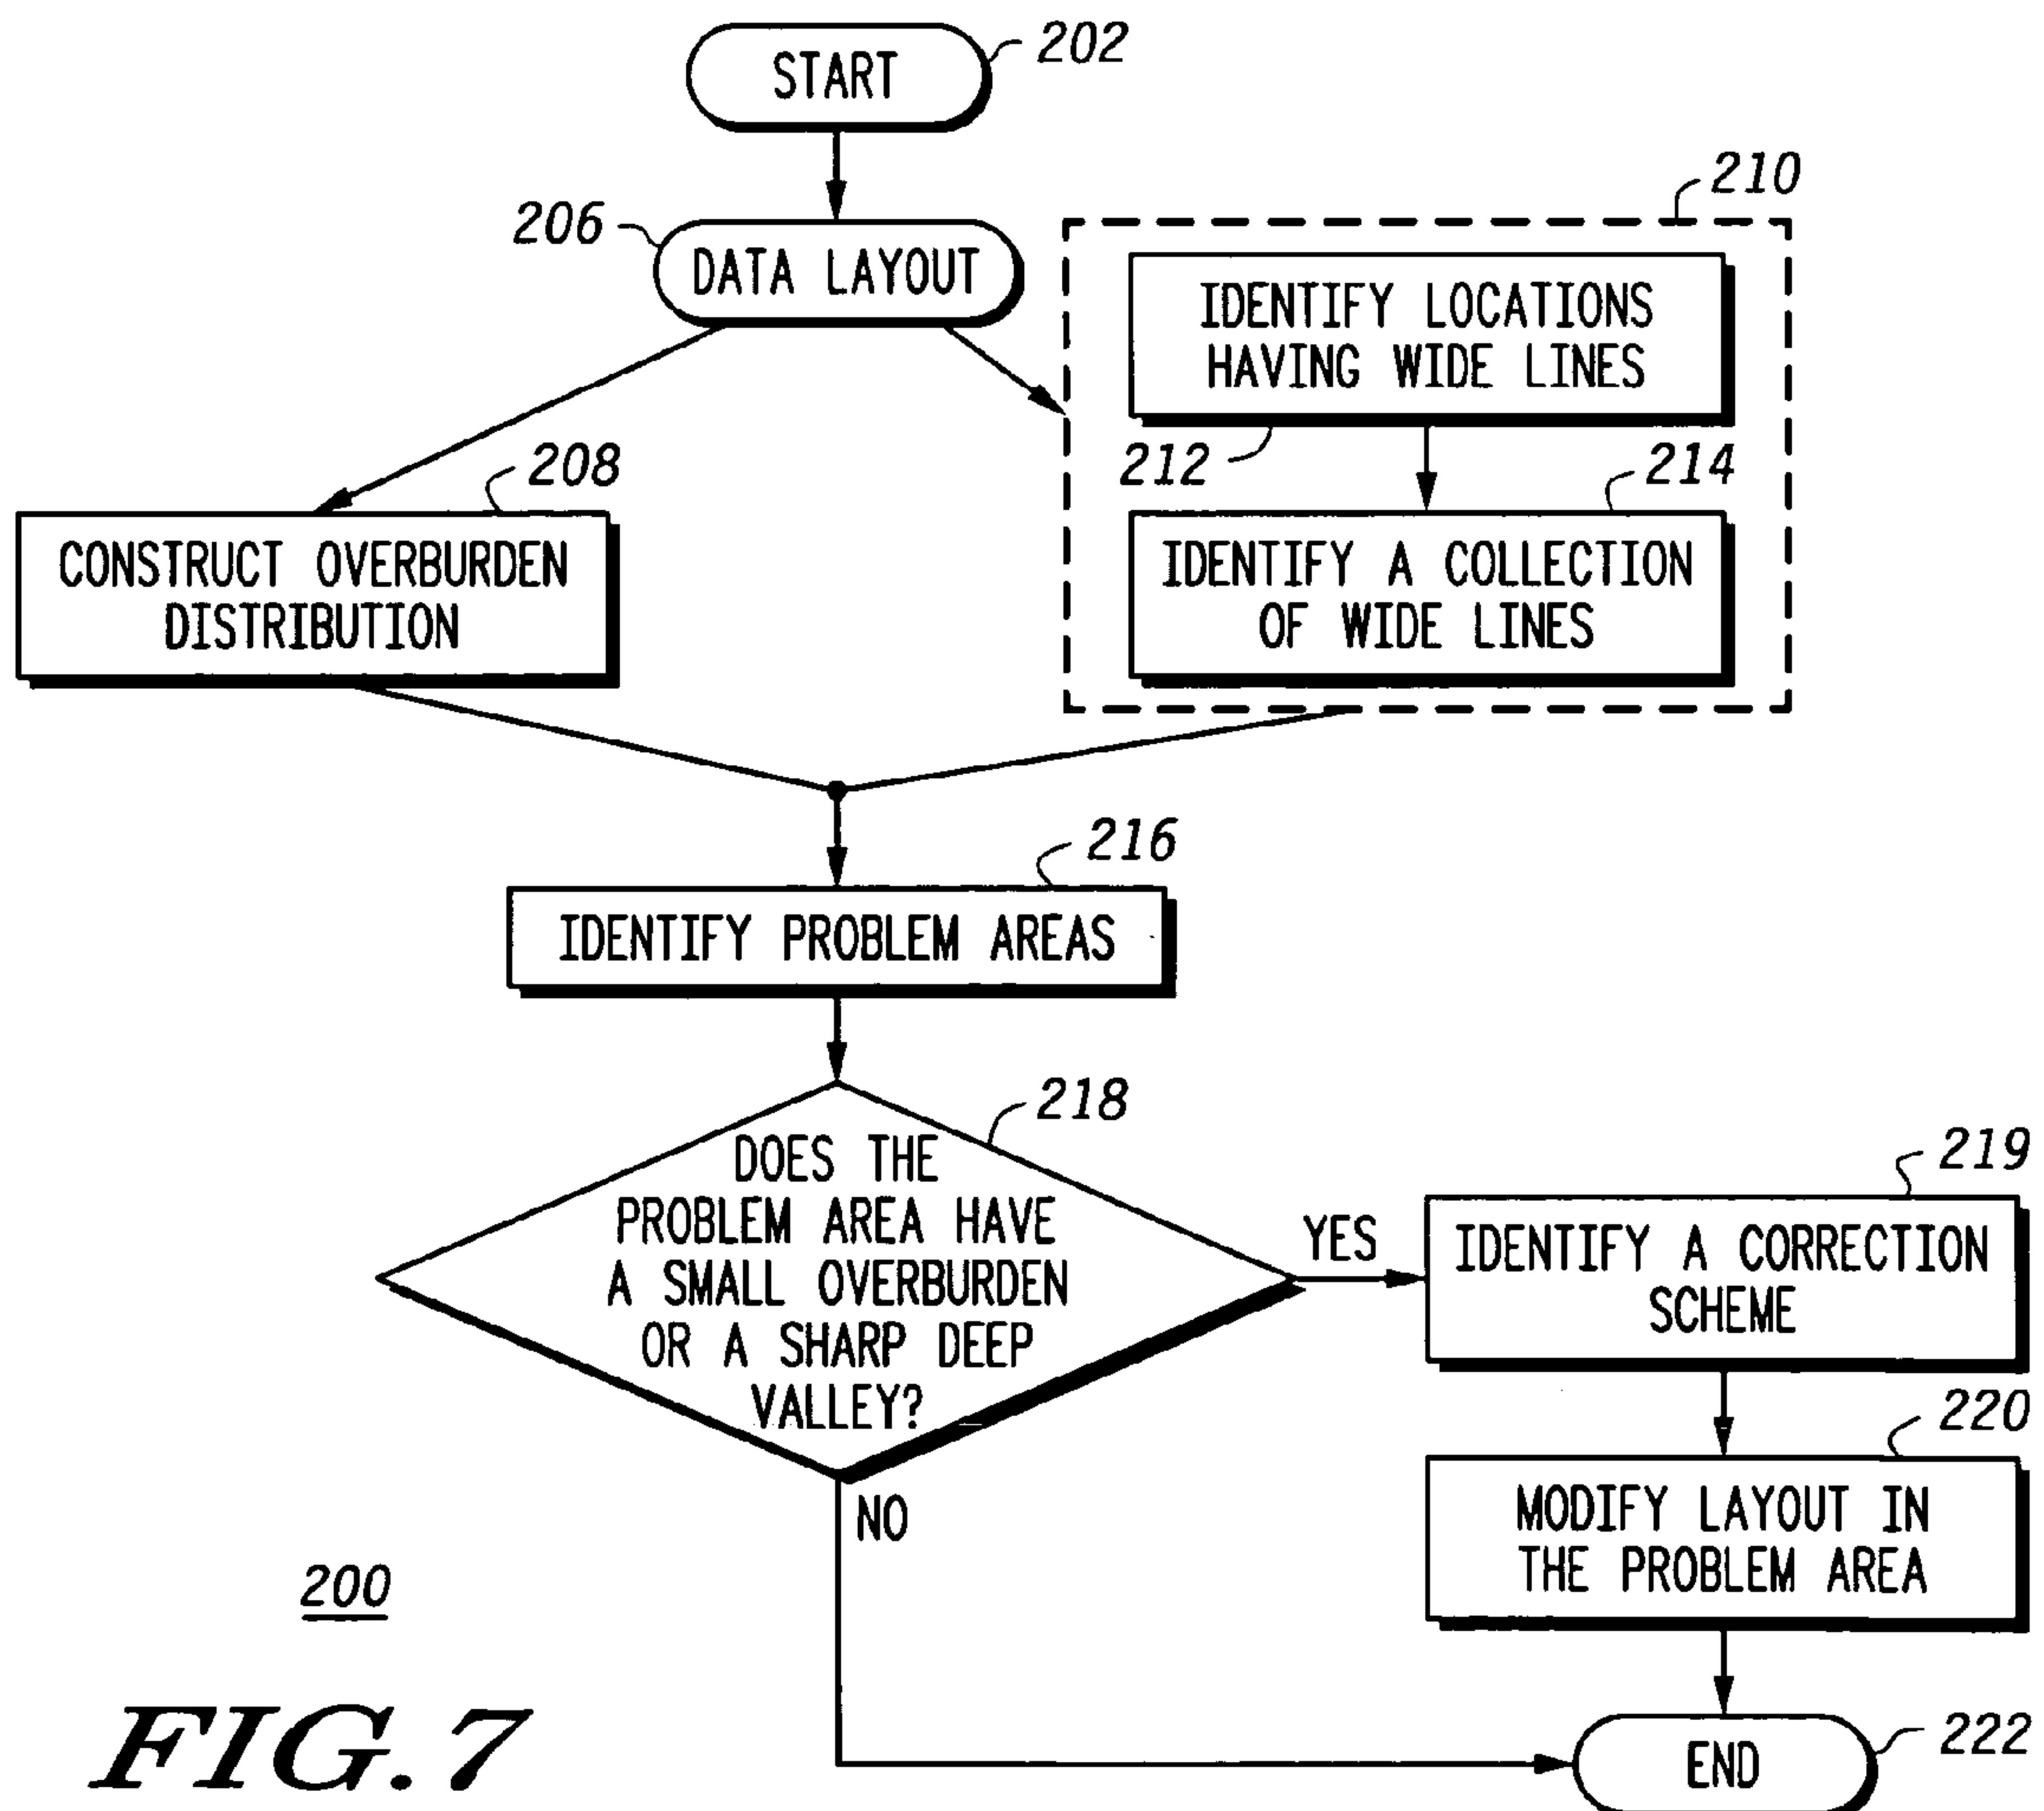 START
202
206
DATA LAYOUT
210
IDENTIFY LOCATIONS
HAVING WIDE LINES
212
214
IDENTIFY A COLLECTION
OF WIDE LINES
208
CONSTRUCT OVERBURDEN
DISTRIBUTION
216
IDENTIFY PROBLEM AREAS
218
DOES THE
PROBLEM AREA HAVE
A SMALL OVERBURDEN
OR A SHARP DEEP
VALLEY?
YES
219
IDENTIFY A CORRECTION
SCHEME
220
MODIFY LAYOUT IN
THE PROBLEM AREA
NO
222
END
200
FIG. 7